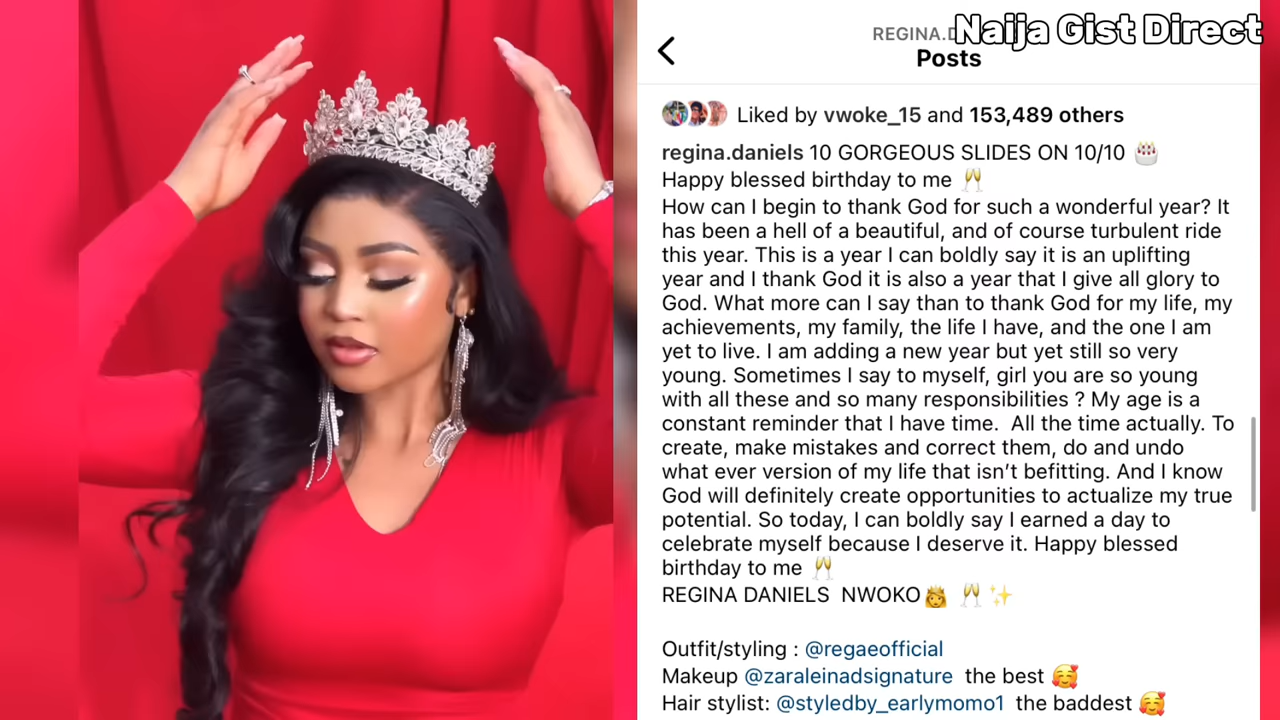 Naija Gist Direct
REGINA.D
Posts
Liked by vwoke_15 and 153,489 others
regina.daniels 10 GORGEOUS SLIDES ON 10/10 🎂
Happy blessed birthday to me 🥂
How can I begin to thank God for such a wonderful year? It
has been a hell of a beautiful, and of course turbulent ride
this year. This is a year I can boldly say it is an uplifting
year and I thank God it is also a year that I give all glory to
God. What more can I say than to thank God for my life, my
achievements, my family, the life I have, and the one I am
yet to live. I am adding a new year but yet still so very
young. Sometimes I say to myself, girl you are so young
with all these and so many responsibilities ? My age is a
constant reminder that I have time.  All the time actually. To
create, make mistakes and correct them, do and undo
what ever version of my life that isn’t befitting. And I know
God will definitely create opportunities to actualize my true
potential. So today, I can boldly say I earned a day to
celebrate myself because I deserve it. Happy blessed
birthday to me 🥂
REGINA DANIELS  NWOKO👸 🥂 ✨
Outfit/styling : @regaeofficial
Makeup @zaraleinadsignature  the best 🥰
Hair stylist: @styledby_earlymomo1  the baddest 🥰